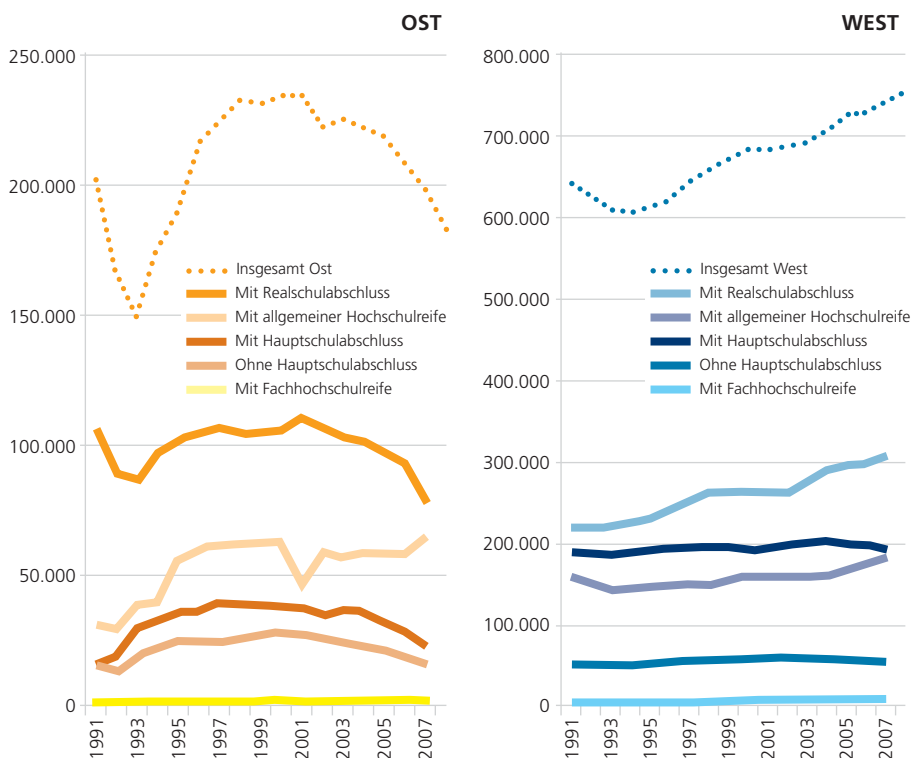 OST
250.000
200.000
150.000
100.000
50.000
0
Insgesamt Ost
Mit Realschulabschluss
Mit allgemeiner Hochschulreife
Mit Hauptschulabschluss
Ohne Hauptschulabschluss
Mit Fachhochschulreife
1991
1993
1995
1997
1999
2001
2003
2005
2007
WEST
800.000
700.000
600.000
500.000
400.000
300.000
200.000
100.000
0
Insgesamt West
Mit Realschulabschluss
Mit allgemeiner Hochschulreife
Mit Hauptschulabschluss
Ohne Hauptschulabschluss
Mit Fachhochschulreife
1991
1993
1995
1997
1999
2001
2003
2005
2007